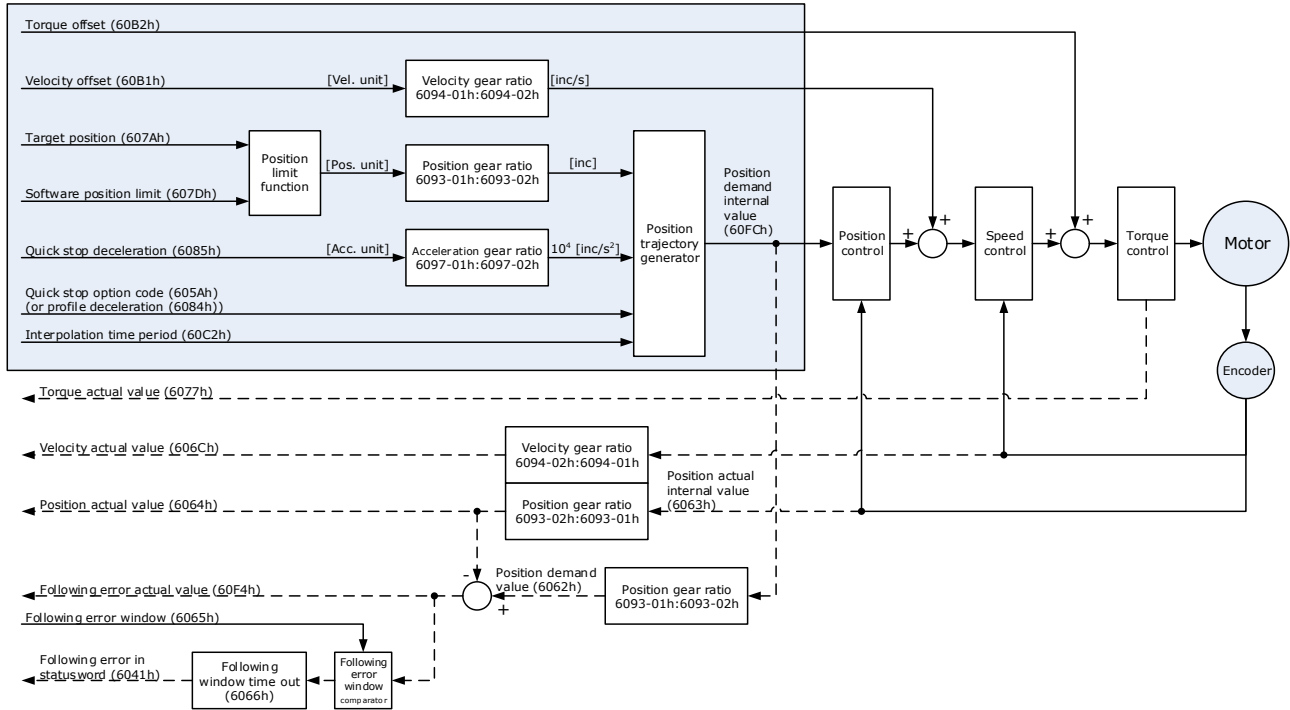 Torque offset (60B2h)
Velocity offset (60B1h)
[Vel. unit]
Velocity gear ratio
6094-01h:6094-02h
[inc/s]
Target position (607Ah)
Position
limit
function
[Pos. unit]
Position gear ratio
6093-01h:6093-02h
[inc]
Software position limit (607Dh)
Quick stop deceleration (6085h)
[Acc. unit]
Acceleration gear ratio
6097-01h:6097-02h
10⁴ [inc/s²]
Quick stop option code (605Ah)
(or profile deceleration (6084h))
Interpolation time period (60C2h)
Position
trajectory
generator
Position
demand
internal
value
(60FCh)
Position
control
+
+
Speed
control
+
+
Torque
control
Motor
Encoder
Torque actual value (6077h)
Velocity actual value (606Ch)
Velocity gear ratio
6094-02h:6094-01h
Position actual
internal value
(6063h)
Position actual value (6064h)
Position gear ratio
6093-02h:6093-01h
Following error actual value (60F4h)
-
+
Position demand
value (6062h)
Position gear ratio
6093-01h:6093-02h
Following error window (6065h)
Following error in
statusword (6041h)
Following
window time out
(6066h)
Following
error
window
comparator